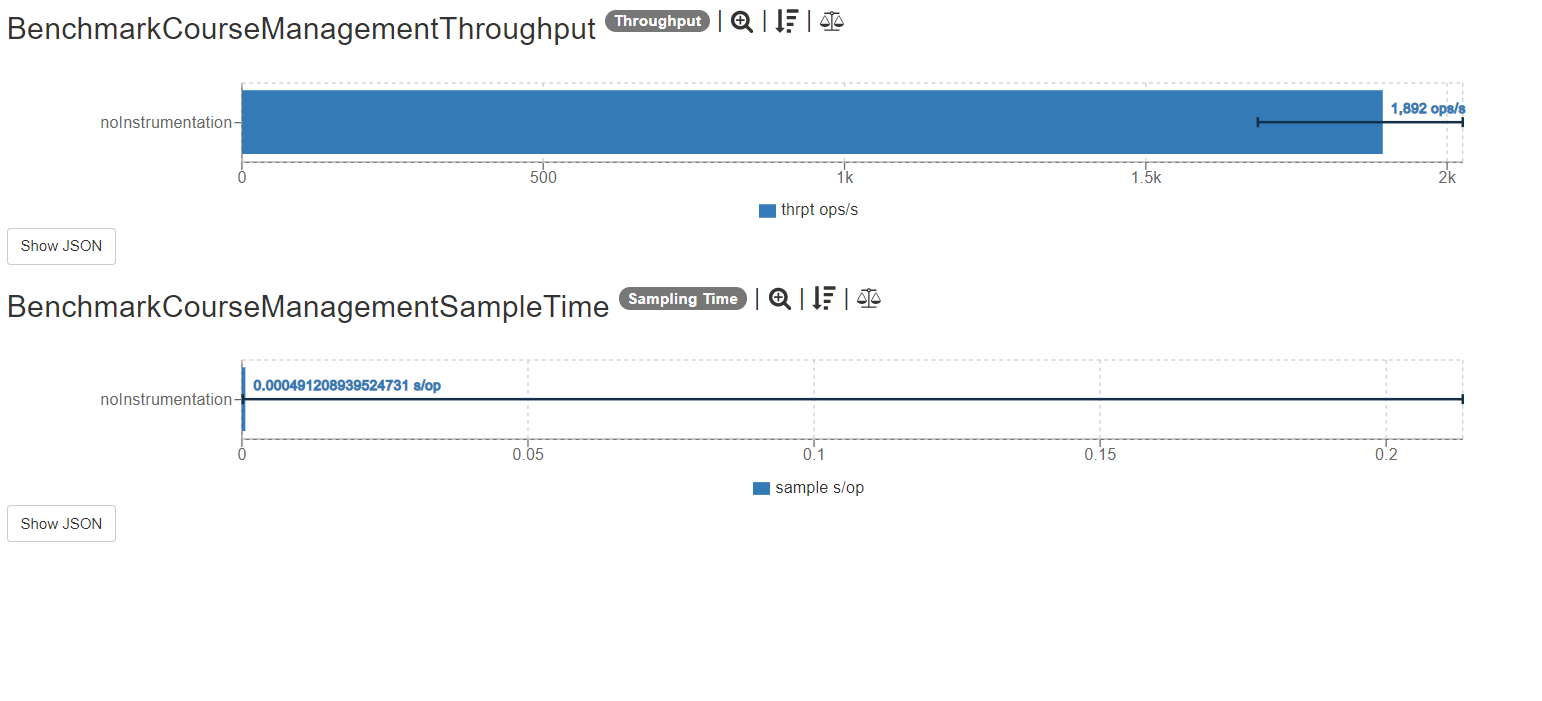 BenchmarkCourseManagementThroughput Throughput | | |
noInstrumentation
1,892 ops/s
0 500 1k 1.5k 2k
thrpt ops/s
Show JSON
BenchmarkCourseManagementSampleTime Sampling Time | | |
noInstrumentation
0.000491208939524731 s/op
0 0.05 0.1 0.15 0.2
sample s/op
Show JSON